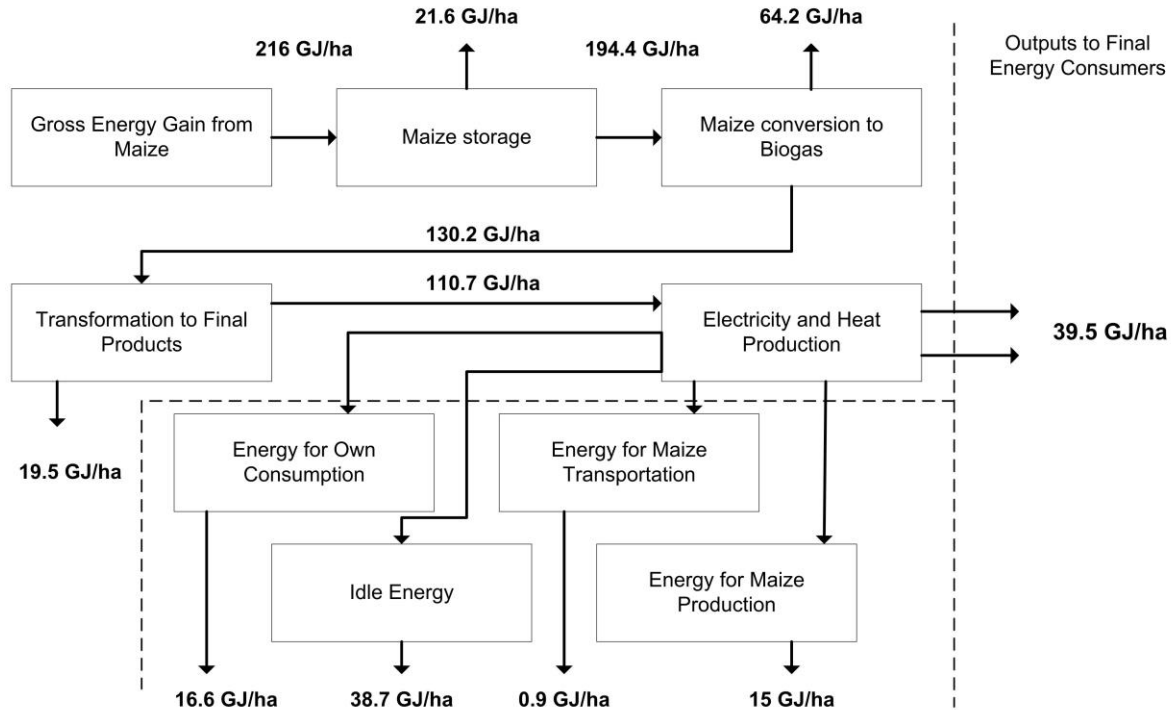 21.6 GJ/ha
64.2 GJ/ha
216 GJ/ha
194.4 GJ/ha
Outputs to Final
Energy Consumers
Gross Energy Gain from
Maize
Maize storage
Maize conversion to
Biogas
130.2 GJ/ha
110.7 GJ/ha
Transformation to Final
Products
Electricity and Heat
Production
39.5 GJ/ha
19.5 GJ/ha
Energy for Own
Consumption
Energy for Maize
Transportation
Idle Energy
Energy for Maize
Production
16.6 GJ/ha
38.7 GJ/ha
0.9 GJ/ha
15 GJ/ha